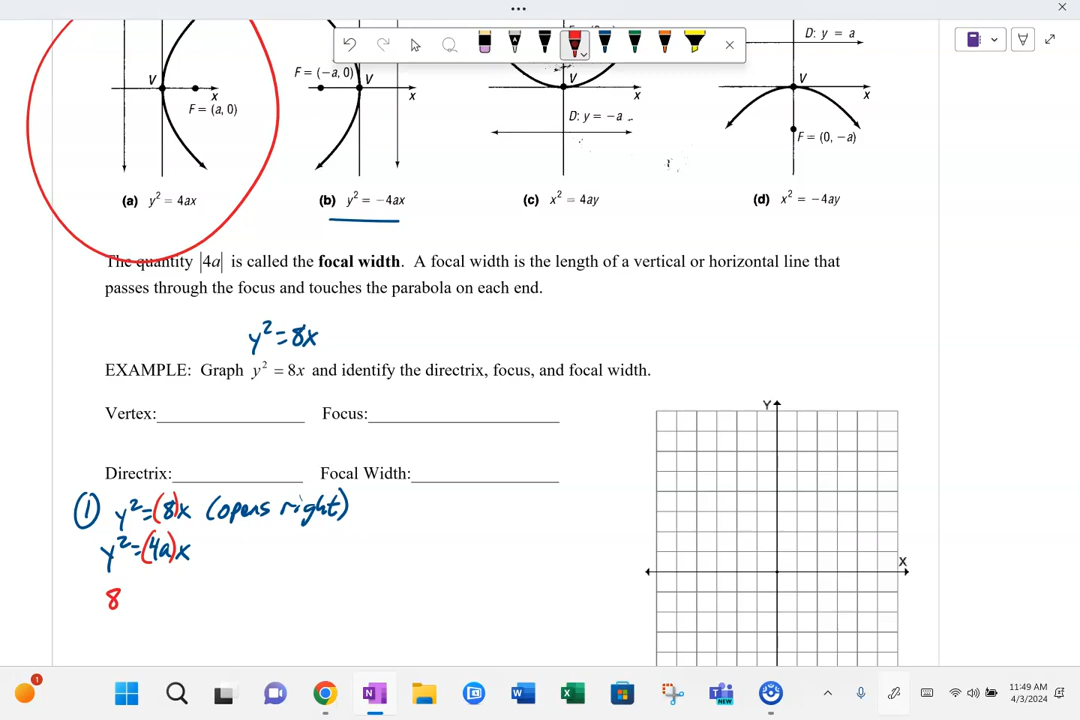 D: y = a
F = (-a, 0) V V V
V x x x x
F = (a, 0) D: y = -a F = (0, -a)
(a) y² = 4ax (b) y² = -4ax (c) x² = 4ay (d) x² = -4ay
The quantity |4a| is called the focal width. A focal width is the length of a vertical or horizontal line that
passes through the focus and touches the parabola on each end.
y²=8x
EXAMPLE: Graph y² = 8x and identify the directrix, focus, and focal width.
Vertex: Focus:
Y
Directrix: Focal Width:
① y²=(8)x (opens right)
y²=(4a)x
X
8
1
11:49 AM
4/3/2024